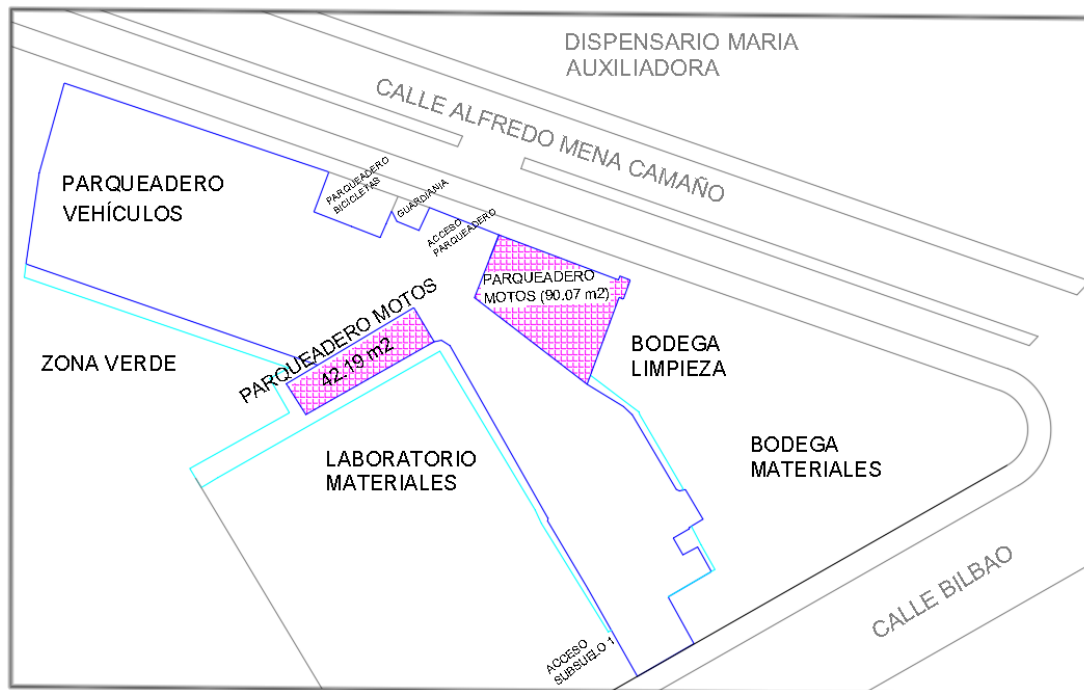 DISPENSARIO MARIA
AUXILIADORA
CALLE ALFREDO MENA CAMAÑO
PARQUEADERO
VEHÍCULOS
PARQUEADERO
BICICLETAS
GUARDIANIA
ACCESO
PARQUEADERO
PARQUEADERO
MOTOS (90.07 m2)
PARQUEADERO MOTOS
42.19 m2
ZONA VERDE
BODEGA
LIMPIEZA
LABORATORIO
MATERIALES
BODEGA
MATERIALES
CALLE BILBAO
ACCESO
SUBSUELO 1